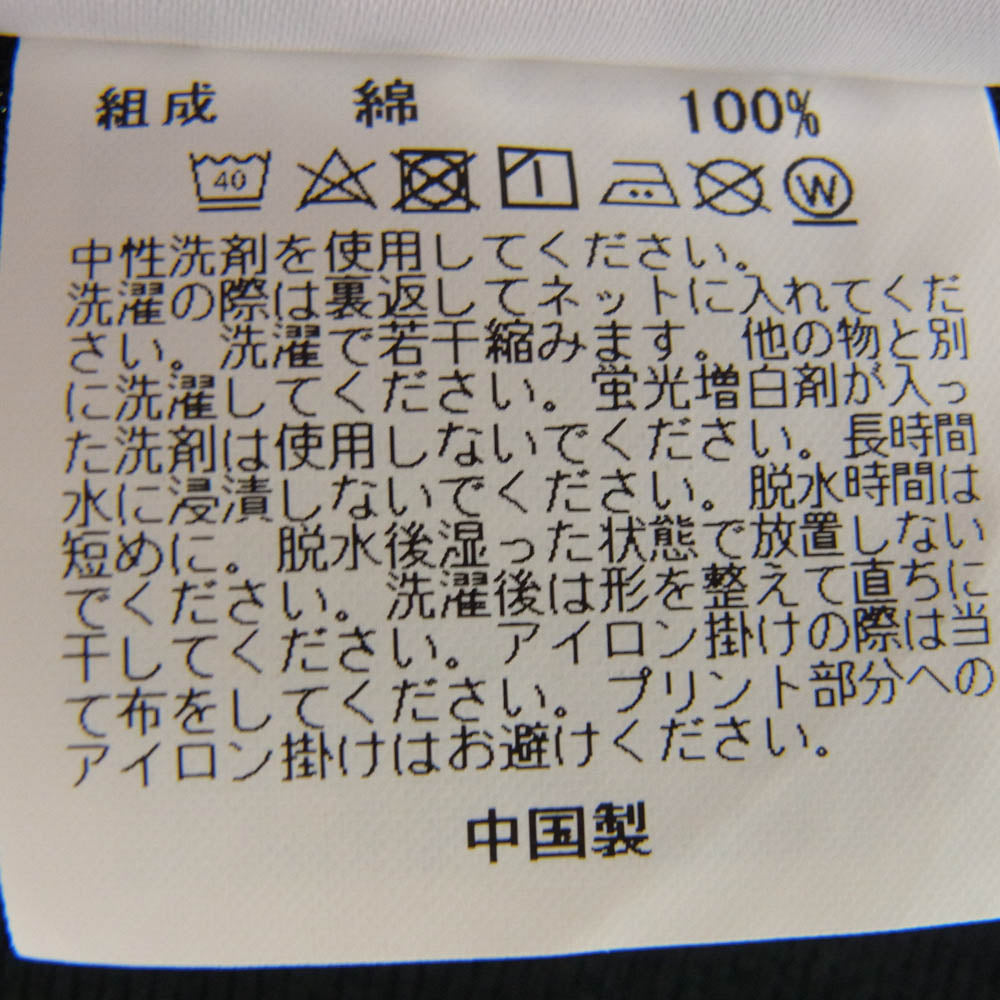 組成 綿 100%
40 W
中性洗剤を使用してください。
洗濯の際は裏返してネットに入れてくだ
さい。洗濯で若干縮みます。他の物と別
に洗濯してください。蛍光増白剤が入っ
た洗剤は使用しないでください。長時間
水に浸漬しないでください。脱水時間は
短めに。脱水後湿った状態で放置しない
でください。洗濯後は形を整えて直ちに
干してください。アイロン掛けの際は当
て布をしてください。プリント部分への
アイロン掛けはお避けください。
中国製